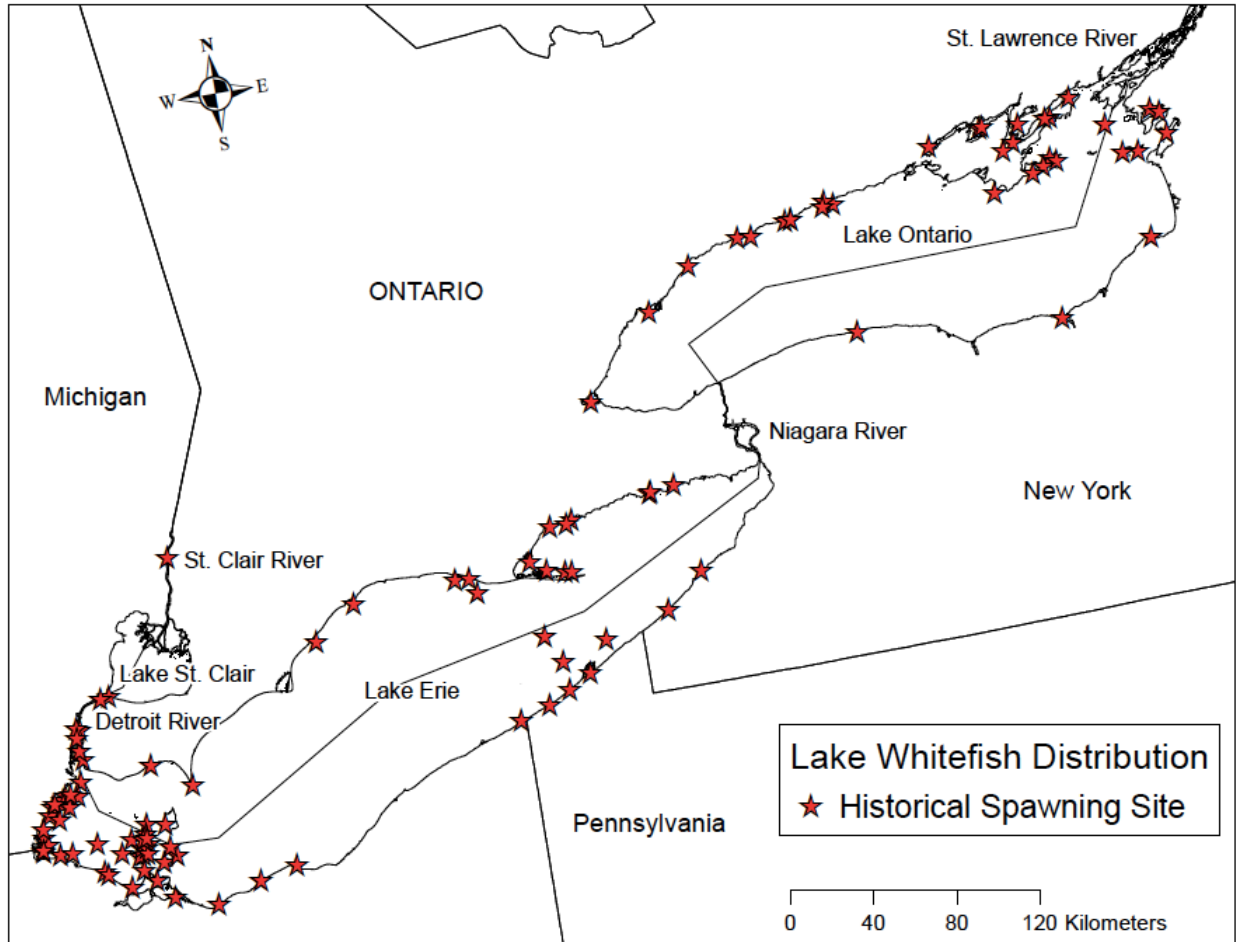 St. Lawrence River
N
W E
S
Lake Ontario
ONTARIO
Michigan
Niagara River
New York
St. Clair River
Lake St. Clair
Lake Erie
Detroit River
Lake Whitefish Distribution
Historical Spawning Site
Pennsylvania
0 40 80 120 Kilometers